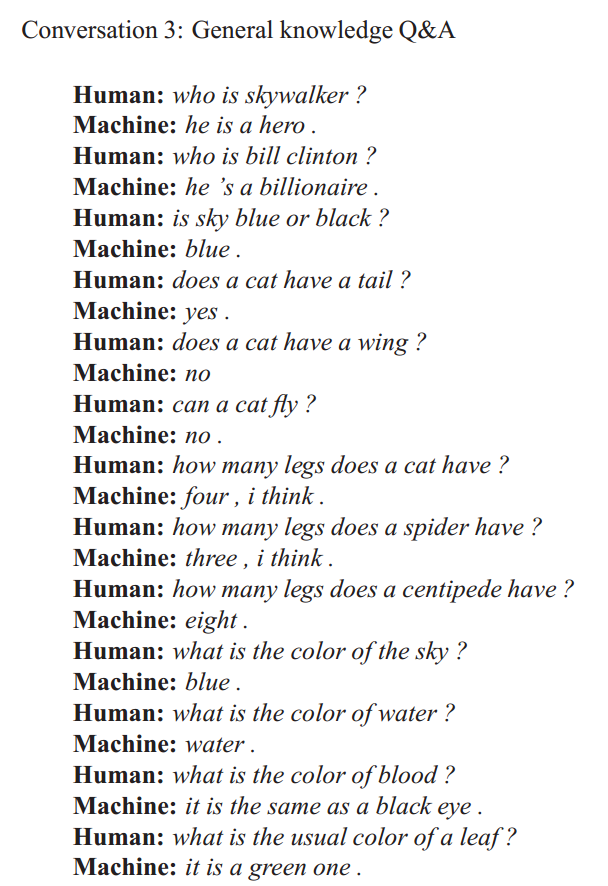 Conversation 3: General knowledge Q&A
Human: who is skywalker ?
Machine: he is a hero .
Human: who is bill clinton ?
Machine: he 's a billionaire .
Human: is sky blue or black ?
Machine: blue .
Human: does a cat have a tail ?
Machine: yes .
Human: does a cat have a wing ?
Machine: no
Human: can a cat fly ?
Machine: no .
Human: how many legs does a cat have ?
Machine: four , i think .
Human: how many legs does a spider have ?
Machine: three , i think .
Human: how many legs does a centipede have ?
Machine: eight .
Human: what is the color of the sky ?
Machine: blue .
Human: what is the color of water ?
Machine: water .
Human: what is the color of blood ?
Machine: it is the same as a black eye .
Human: what is the usual color of a leaf ?
Machine: it is a green one .